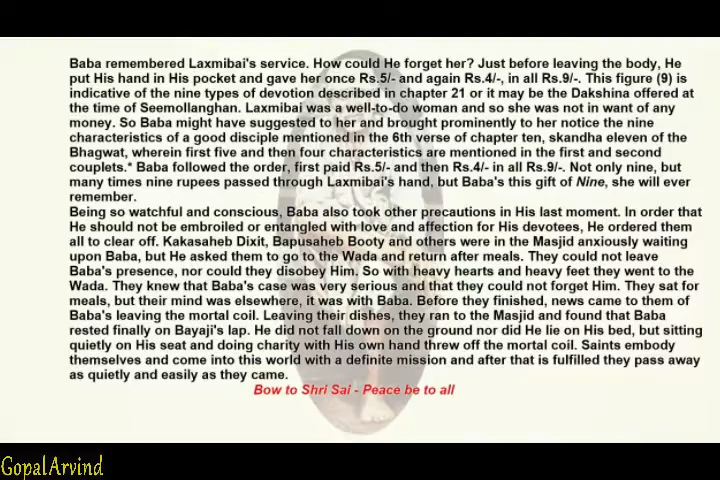 Baba remembered Laxmibai's service. How could He forget her? Just before leaving the body, He
put His hand in His pocket and gave her once Rs.5/- and again Rs.4/-, in all Rs.9/-. This figure (9) is
indicative of the nine types of devotion described in chapter 21 or it may be the Dakshina offered at
the time of Seemollanghan. Laxmibai was a well-to-do woman and so she was not in want of any
money. So Baba might have suggested to her and brought prominently to her notice the nine
characteristics of a good disciple mentioned in the 6th verse of chapter ten, skandha eleven of the
Bhagwat, wherein first five and then four characteristics are mentioned in the first and second
couplets.* Baba followed the order, first paid Rs.5/- and then Rs.4/- in all Rs.9/-. Not only nine, but
many times nine rupees passed through Laxmibai's hand, but Baba's this gift of Nine, she will ever
remember.
Being so watchful and conscious, Baba also took other precautions in His last moment. In order that
He should not be embroiled or entangled with love and affection for His devotees, He ordered them
all to clear off. Kakasaheb Dixit, Bapusaheb Booty and others were in the Masjid anxiously waiting
upon Baba, but He asked them to go to the Wada and return after meals. They could not leave
Baba's presence, nor could they disobey Him. So with heavy hearts and heavy feet they went to the
Wada. They knew that Baba's case was very serious and that they could not forget Him. They sat for
meals, but their mind was elsewhere, it was with Baba. Before they finished, news came to them of
Baba's leaving the mortal coil. Leaving their dishes, they ran to the Masjid and found that Baba
rested finally on Bayaji's lap. He did not fall down on the ground nor did He lie on His bed, but sitting
quietly on His seat and doing charity with His own hand threw off the mortal coil. Saints embody
themselves and come into this world with a definite mission and after that is fulfilled they pass away
as quietly and easily as they came.
Bow to Shri Sai - Peace be to all
GopalArvind